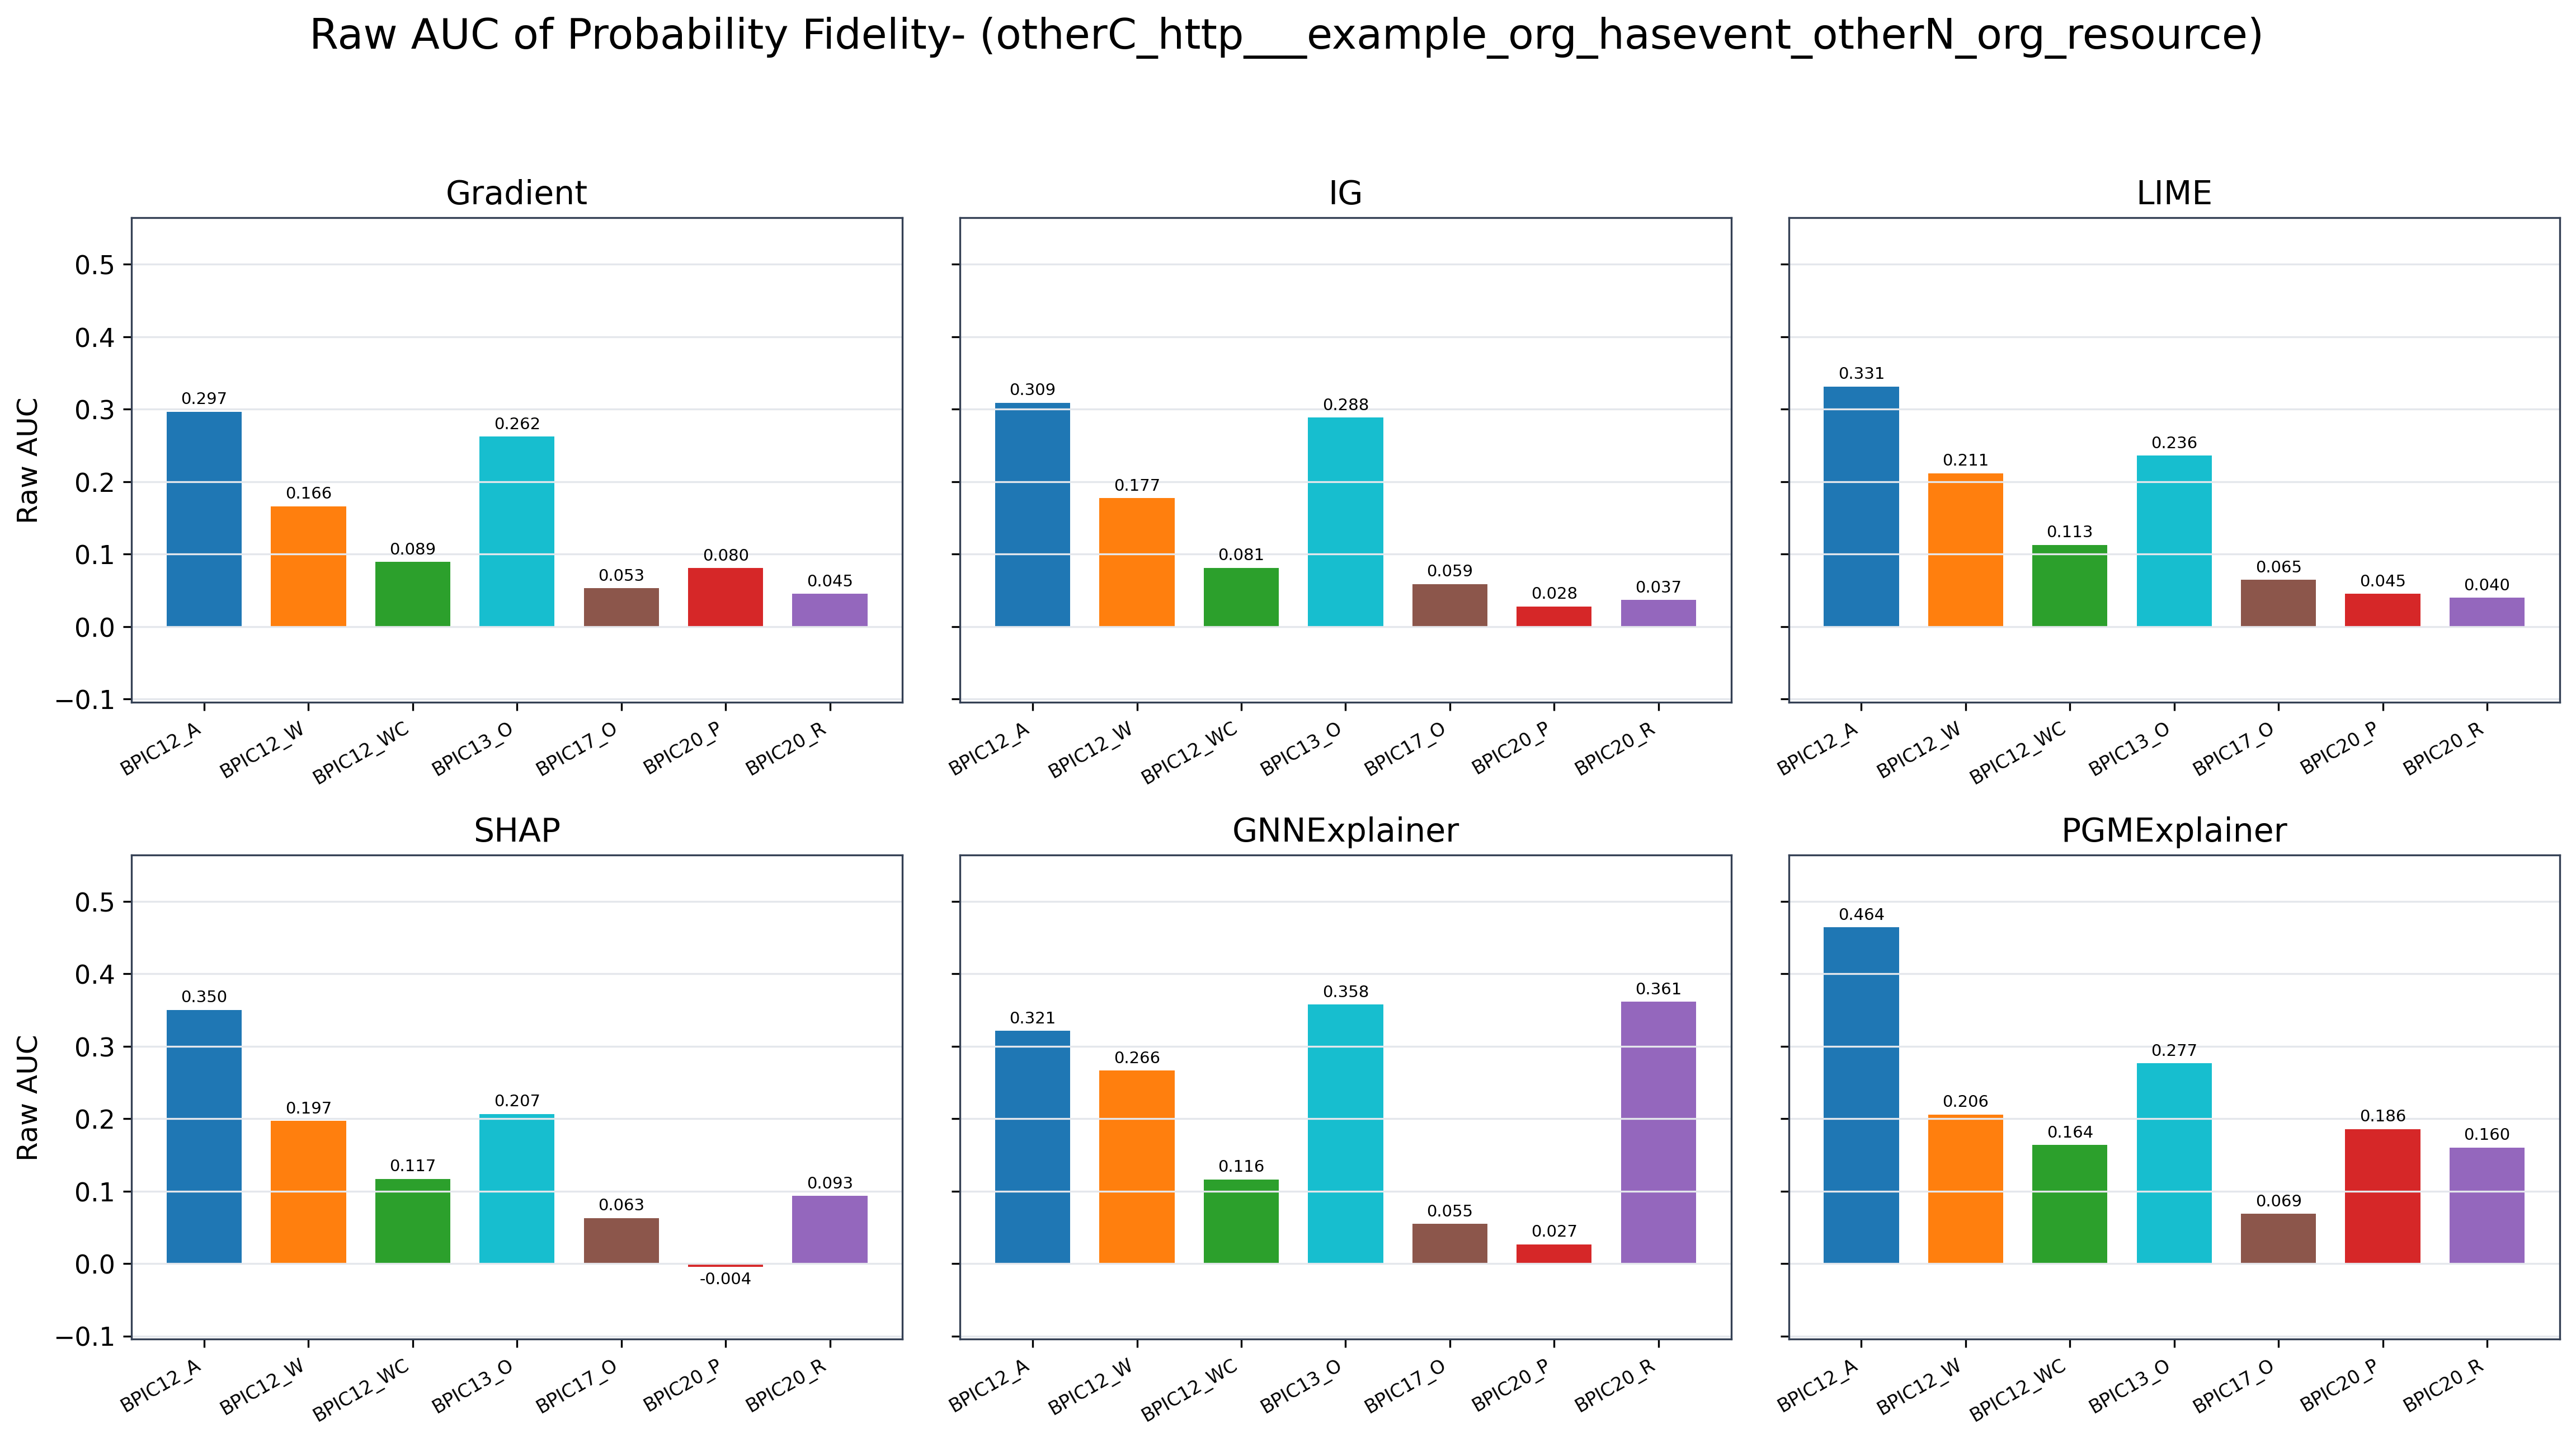 Raw AUC of Probability Fidelity- (otherC_http___example_org_hasevent_otherN_org_resource)
Gradient
Raw AUC
0.5
0.4
0.3
0.2
0.1
0.0
−0.1
0.297
0.166
0.089
0.262
0.053
0.080
0.045
BPIC12_A
BPIC12_W
BPIC12_WC
BPIC13_O
BPIC17_O
BPIC20_P
BPIC20_R
IG
0.309
0.177
0.081
0.288
0.059
0.028
0.037
BPIC12_A
BPIC12_W
BPIC12_WC
BPIC13_O
BPIC17_O
BPIC20_P
BPIC20_R
LIME
0.331
0.211
0.113
0.236
0.065
0.045
0.040
BPIC12_A
BPIC12_W
BPIC12_WC
BPIC13_O
BPIC17_O
BPIC20_P
BPIC20_R
SHAP
Raw AUC
0.5
0.4
0.3
0.2
0.1
0.0
−0.1
0.350
0.197
0.117
0.207
0.063
-0.004
0.093
BPIC12_A
BPIC12_W
BPIC12_WC
BPIC13_O
BPIC17_O
BPIC20_P
BPIC20_R
GNNExplainer
0.321
0.266
0.116
0.358
0.055
0.027
0.361
BPIC12_A
BPIC12_W
BPIC12_WC
BPIC13_O
BPIC17_O
BPIC20_P
BPIC20_R
PGMExplainer
0.464
0.206
0.164
0.277
0.069
0.186
0.160
BPIC12_A
BPIC12_W
BPIC12_WC
BPIC13_O
BPIC17_O
BPIC20_P
BPIC20_R